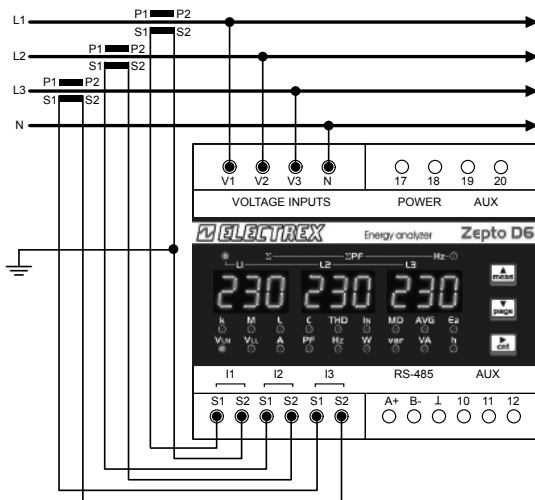 P1 P2
L1
S1 S2
P1 P2
L2
S1 S2
P1 P2
L3
S1 S2
N
V1 V2 V3 N 17 18 19 20
VOLTAGE INPUTS POWER AUX
ELECTREX Energy analyzer Zepto D6
Σ ΣPF Hz
L1 L2 L3
230 230 230
meas
page
cnt
k M L C THD In MD AVG Ea
VLN VLL A PF Hz W var VA h
I1 I2 I3 RS-485 AUX
S1 S2 S1 S2 S1 S2 A+ B- ⊥ 10 11 12